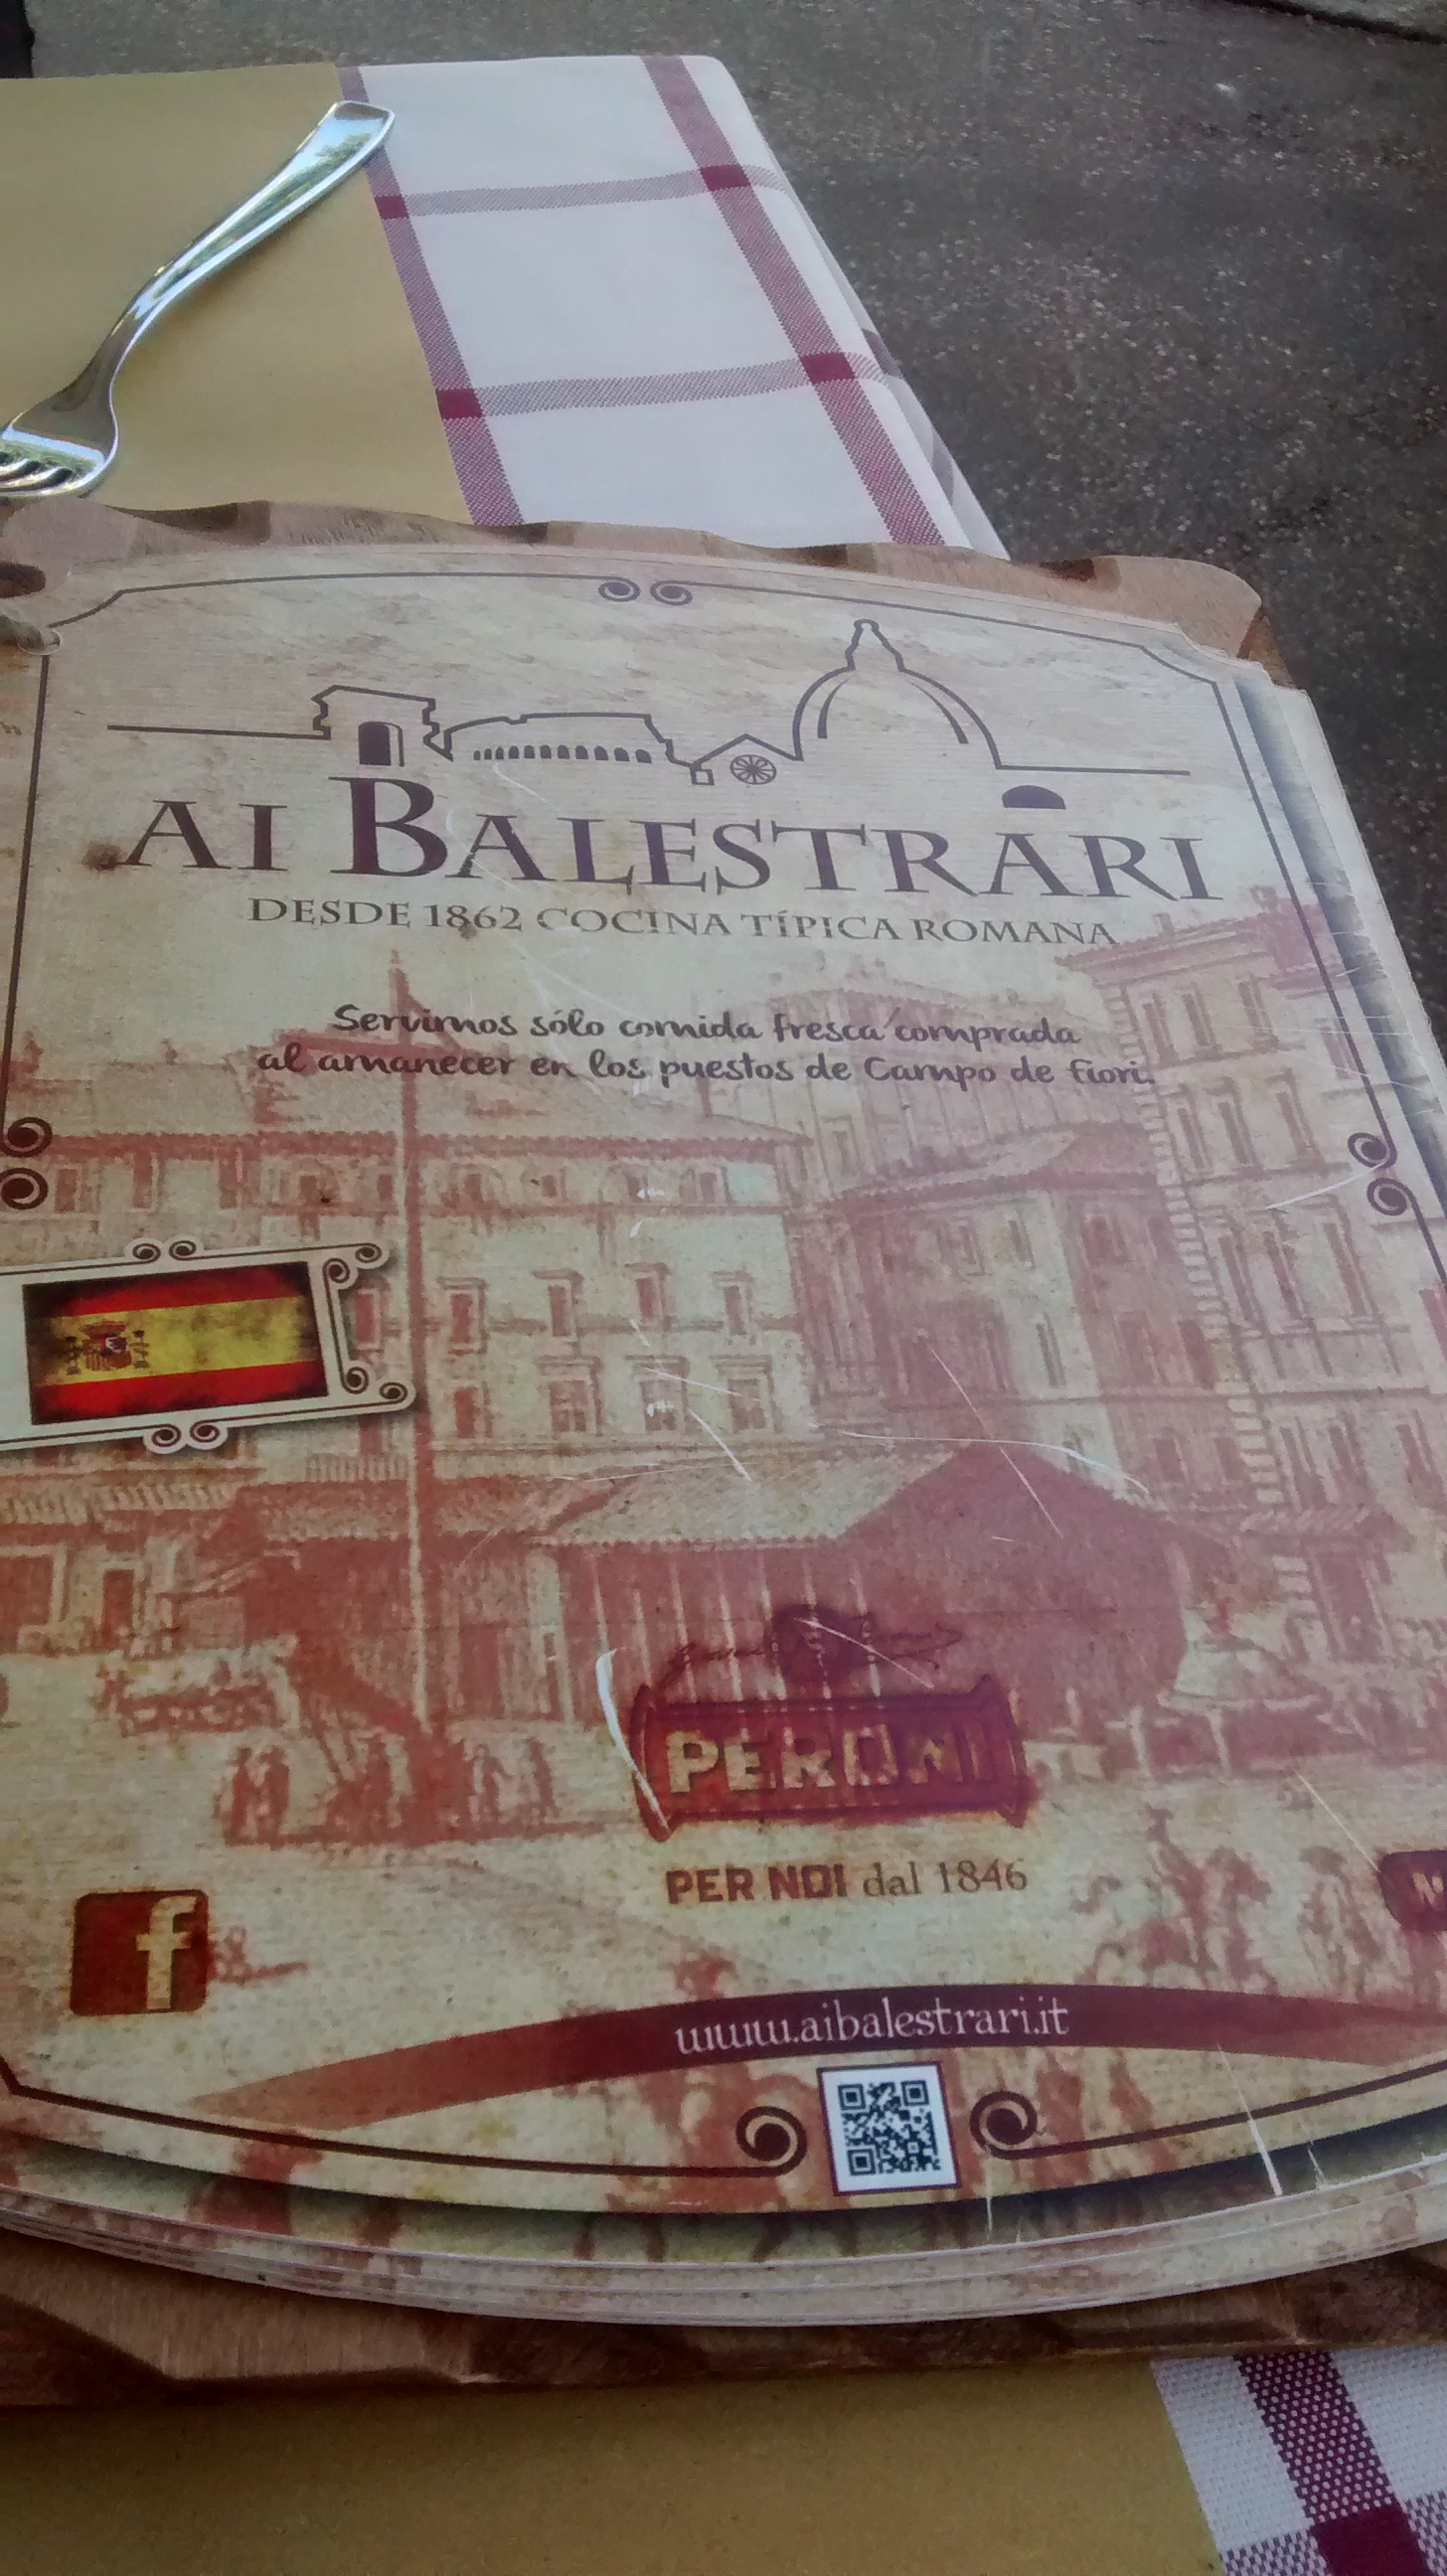 AI BALESTRARI
DESDE 1862 COCINA TÍPICA ROMANA
Servimos sólo comida fresca comprada
al amanecer en los puestos de Campo de Fiori.
PERONI
PER NOI dal 1846
f
www.aibalestrari.it